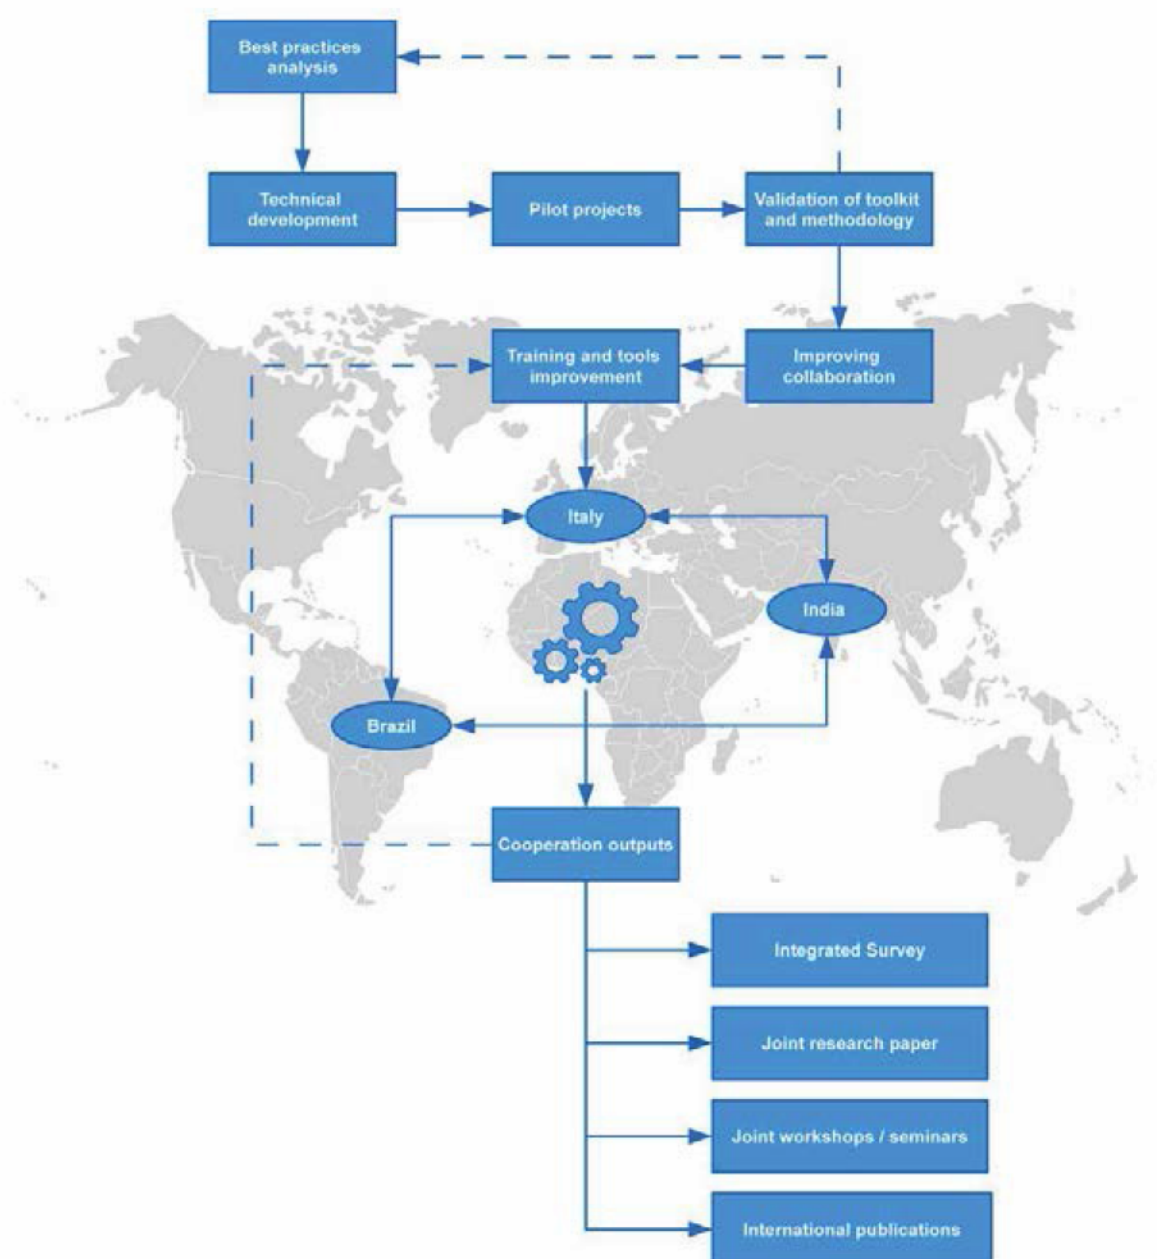 Best practices
analysis
Technical
development
Pilot projects
Validation of toolkit
and methodology
Training and tools
improvement
Improving
collaboration
Italy
India
Brazil
Cooperation outputs
Integrated Survey
Joint research paper
Joint workshops / seminars
International publications